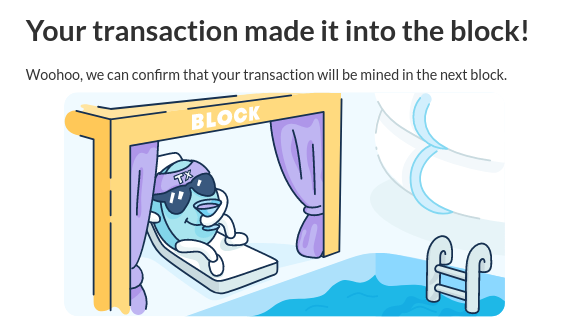 Your transaction made it into the block!
Woohoo, we can confirm that your transaction will be mined in the next block.
BLOCK
TX